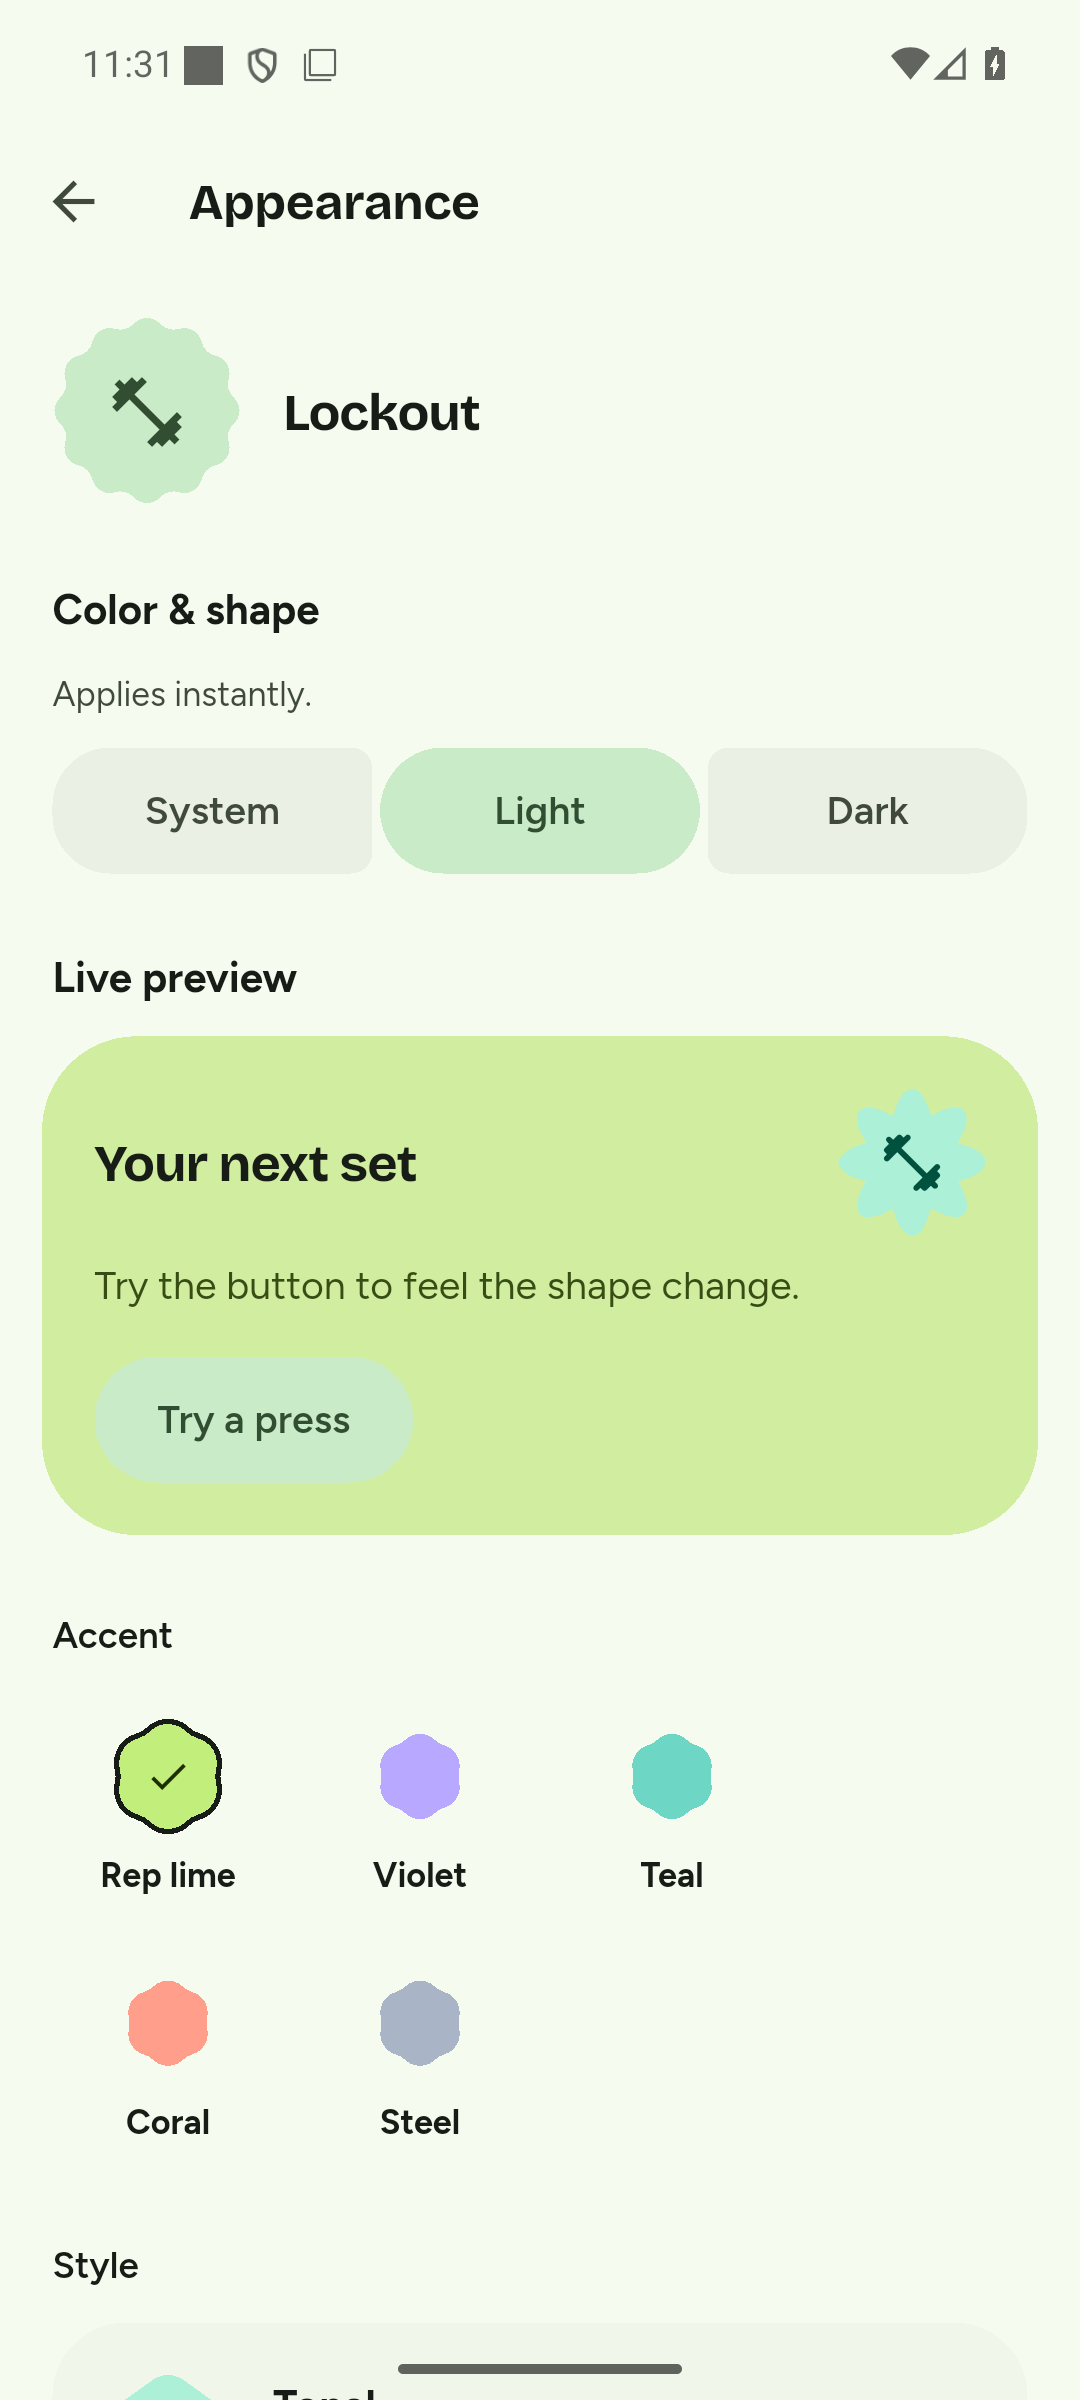 11:31
Appearance
Lockout
Color & shape
Applies instantly.
System
Light
Dark
Live preview
Your next set
Try the button to feel the shape change.
Try a press
Accent
Rep lime
Violet
Teal
Coral
Steel
Style